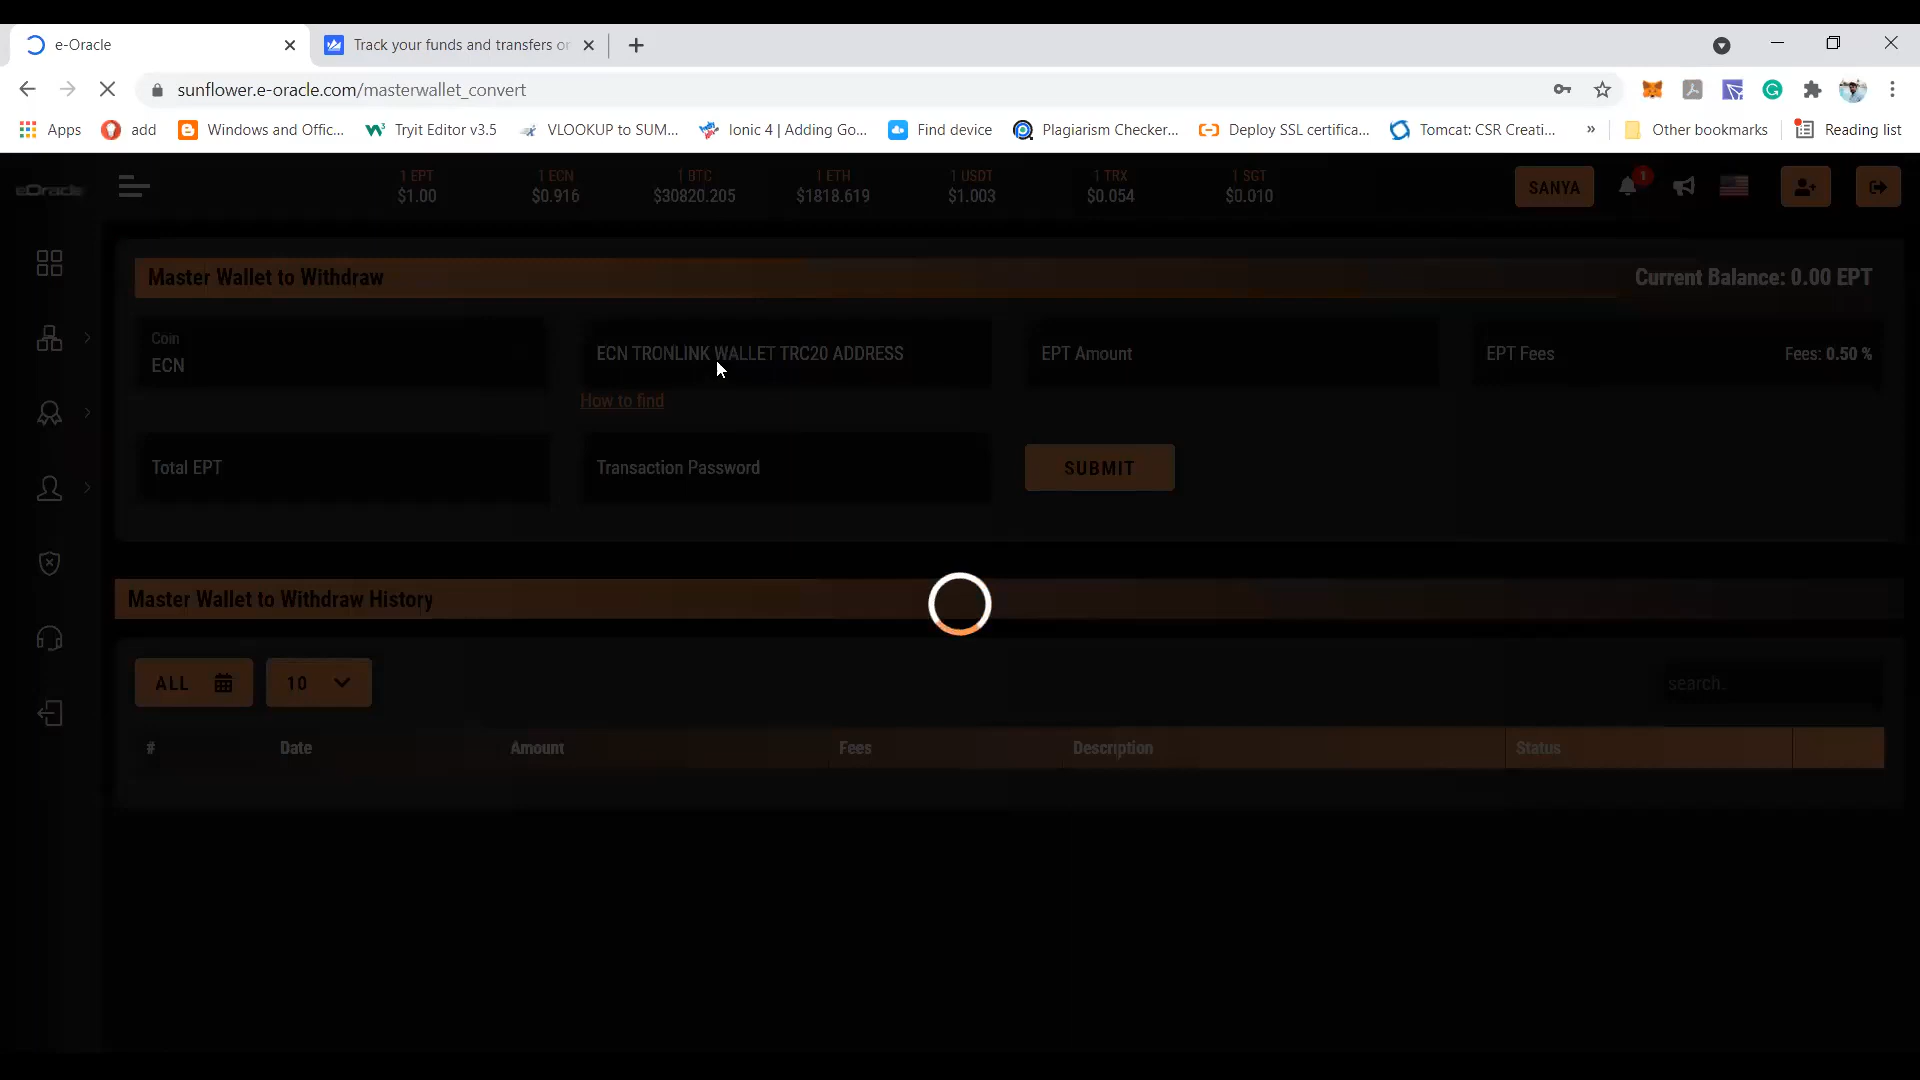 e-Oracle
Track your funds and transfers or
sunflower.e-oracle.com/masterwallet_convert
Apps
add
Windows and Offic...
Tryit Editor v3.5
VLOOKUP to SUM...
Ionic 4 | Adding Go...
Find device
Plagiarism Checker...
Deploy SSL certifica...
Tomcat: CSR Creati...
»
Other bookmarks
Reading list
eOracle
1 EPT
$1.00
1 ECN
$0.916
1 BTC
$30820.205
1 ETH
$1818.619
1 USDT
$1.003
1 TRX
$0.054
1 SGT
$0.010
SANYA
1
Master Wallet to Withdraw
Current Balance: 0.00 EPT
Coin
ECN
ECN TRONLINK WALLET TRC20 ADDRESS
How to find
EPT Amount
EPT Fees
Fees: 0.50 %
Total EPT
Transaction Password
SUBMIT
Master Wallet to Withdraw History
ALL
10
search..
#
Date
Amount
Fees
Description
Status